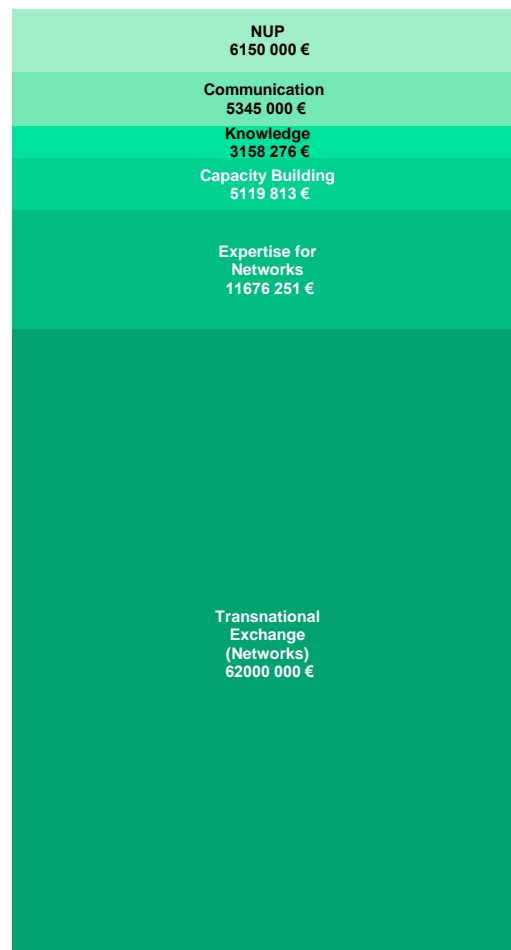 NUP
6150 000 €
Communication
5345 000 €
Knowledge
3158 276 €
Capacity Building
5119 813 €
Expertise for
Networks
11676 251 €
Transnational
Exchange
(Networks)
62000 000 €